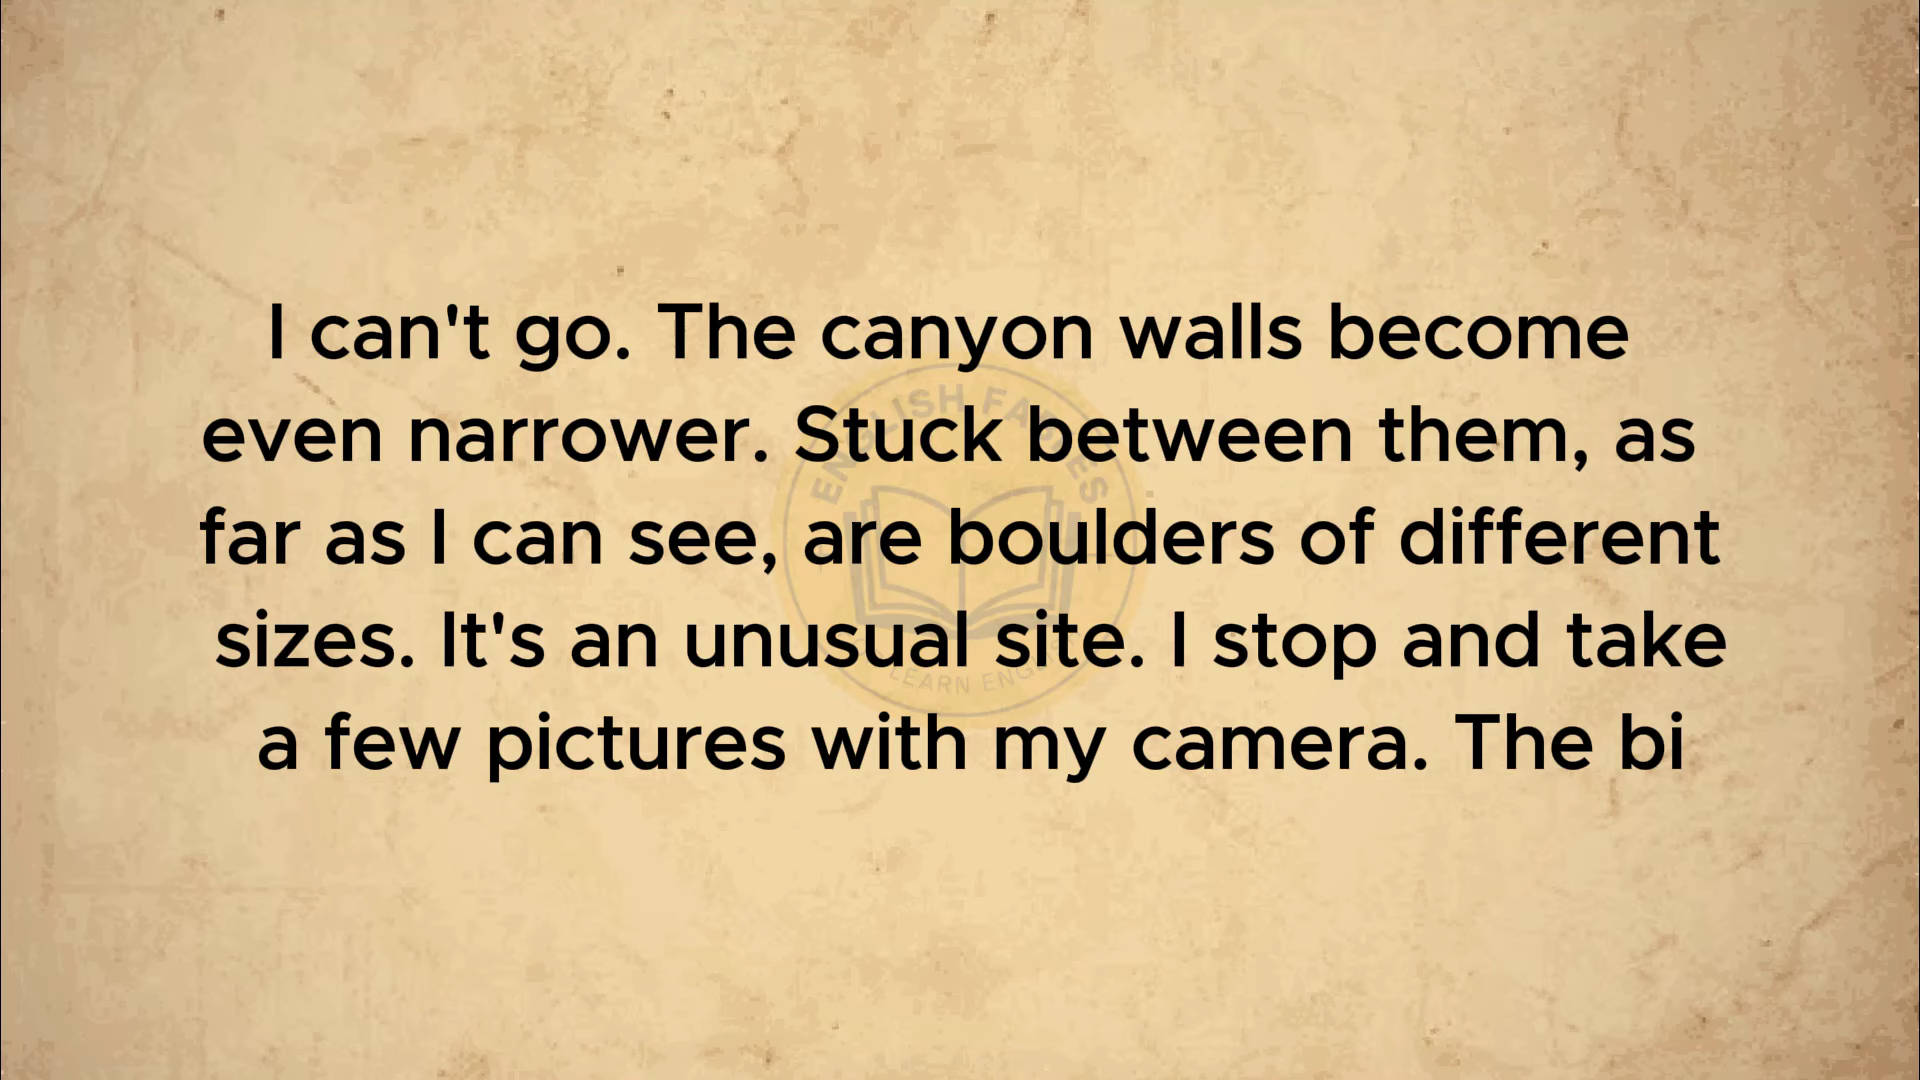 I can't go. The canyon walls become
even narrower. Stuck between them, as
far as I can see, are boulders of different
sizes. It's an unusual site. I stop and take
a few pictures with my camera. The bi